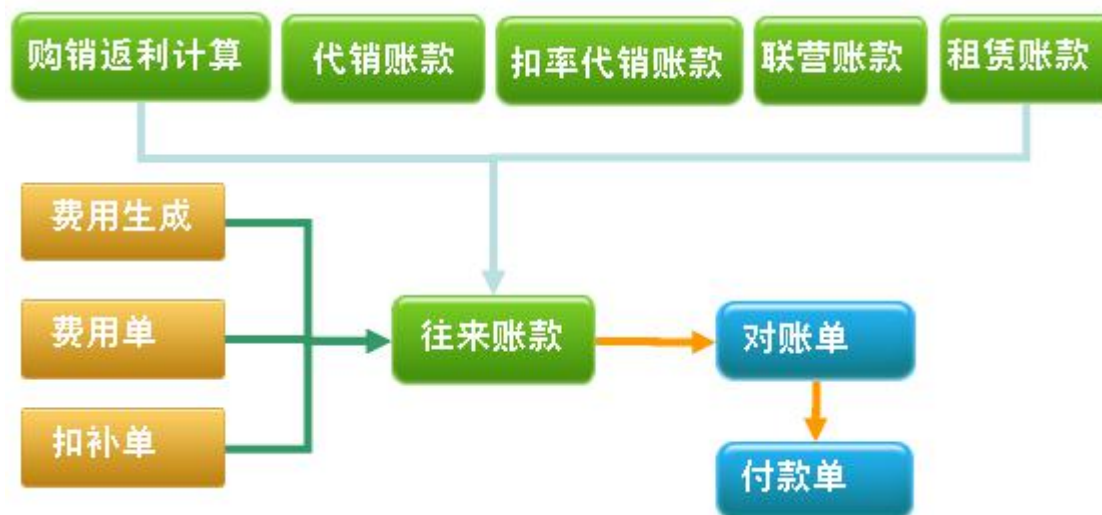 购销返利计算
代销账款
扣率代销账款
联营账款
租赁账款
费用生成
费用单
扣补单
往来账款
对账单
付款单